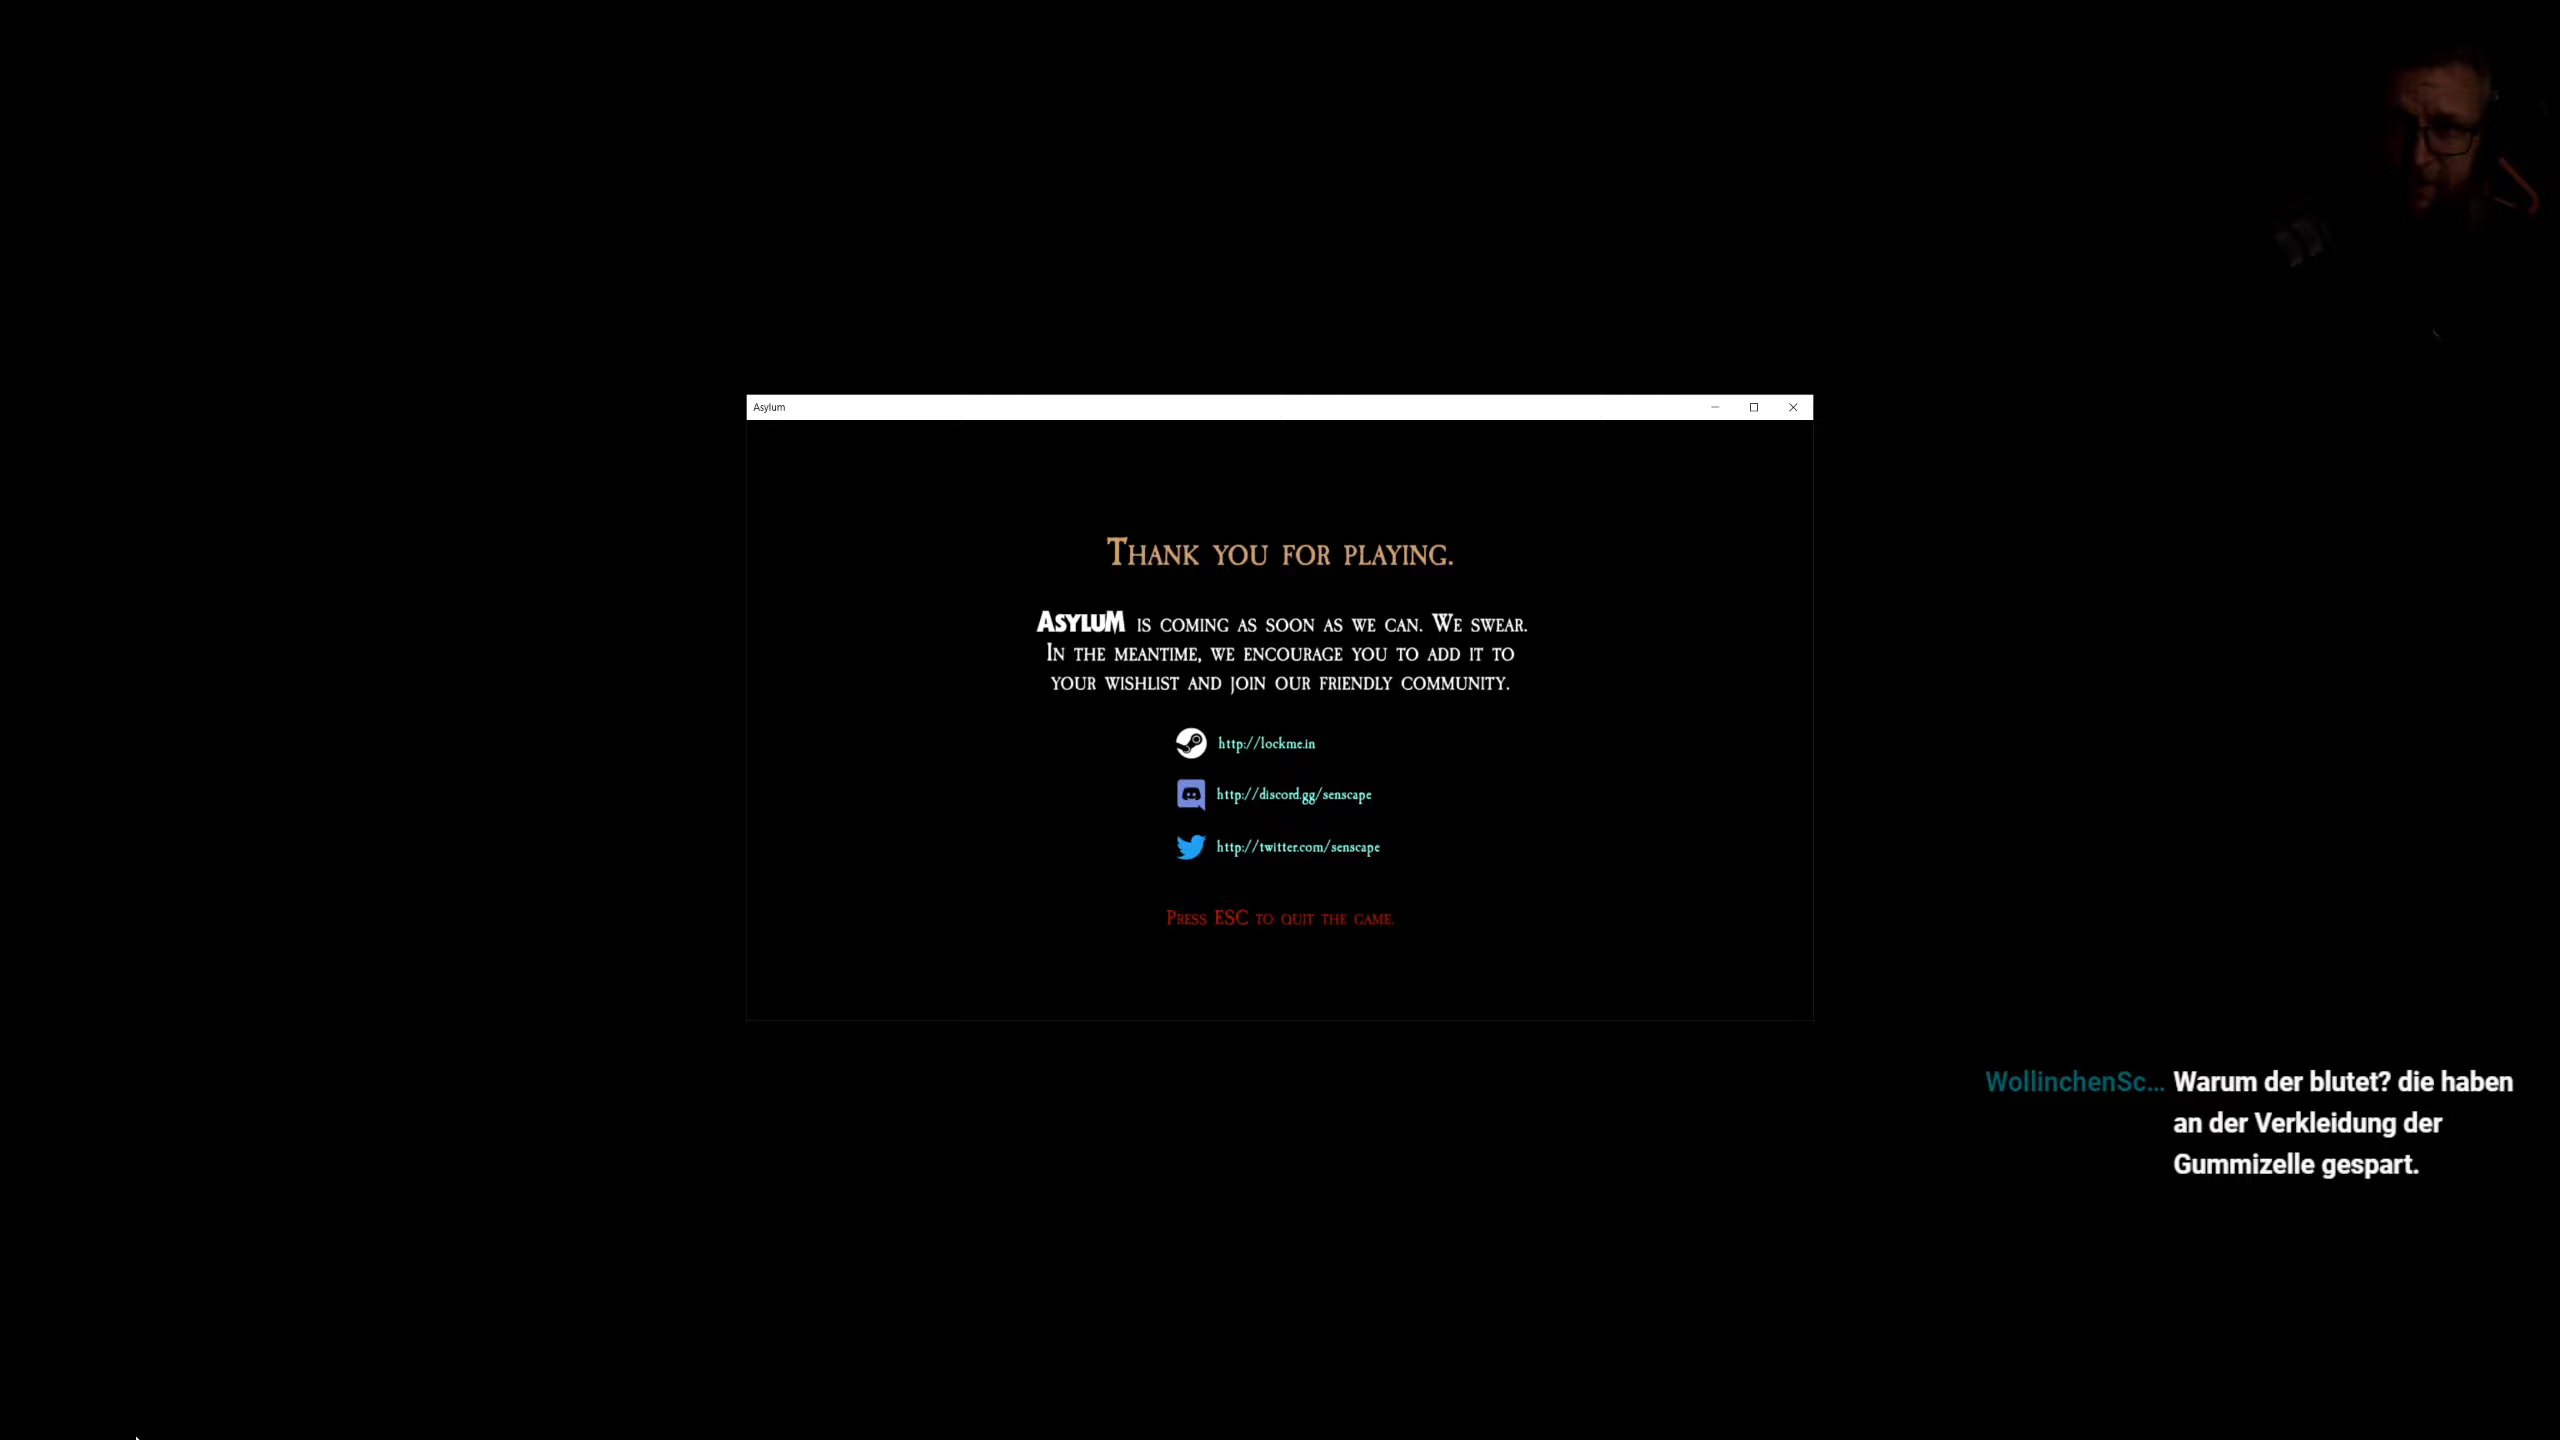 Asylum
Thank you for playing.
AsyluM is coming as soon as we can. We swear.
In the meantime, we encourage you to add it to
your wishlist and join our friendly community.
http://lockme.in
http://discord.gg/senscape
http://twitter.com/senscape
Press ESC to quit the game.
WollinchenSc... Warum der blutet? die haben
an der Verkleidung der
Gummizelle gespart.